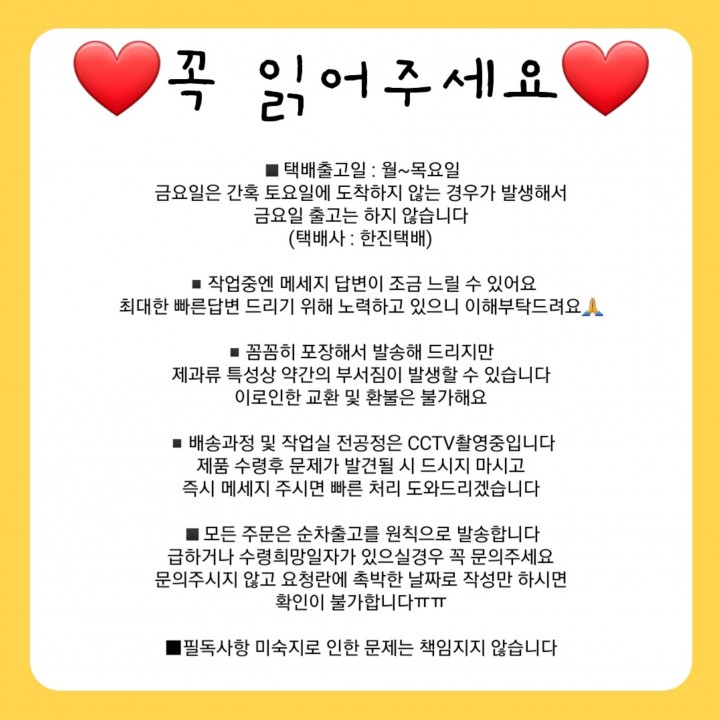 ❤️꼭 읽어주세요❤️
◾택배출고일 : 월~목요일
금요일은 간혹 토요일에 도착하지 않는 경우가 발생해서
금요일 출고는 하지 않습니다
(택배사 : 한진택배)
▪작업중엔 메세지 답변이 조금 느릴 수 있어요
최대한 빠른답변 드리기 위해 노력하고 있으니 이해부탁드려요🙏
◾꼼꼼히 포장해서 발송해 드리지만
제과류 특성상 약간의 부서짐이 발생할 수 있습니다
이로인한 교환 및 환불은 불가해요
▪배송과정 및 작업실 전공정은 CCTV촬영중입니다
제품 수령후 문제가 발견될 시 드시지 마시고
즉시 메세지 주시면 빠른 처리 도와드리겠습니다
◾모든 주문은 순차출고를 원칙으로 발송합니다
급하거나 수령희망일자가 있으실경우 꼭 문의주세요
문의주시지 않고 요청란에 촉박한 날짜로 작성만 하시면
확인이 불가합니다ㅠㅠ
■필독사항 미숙지로 인한 문제는 책임지지 않습니다